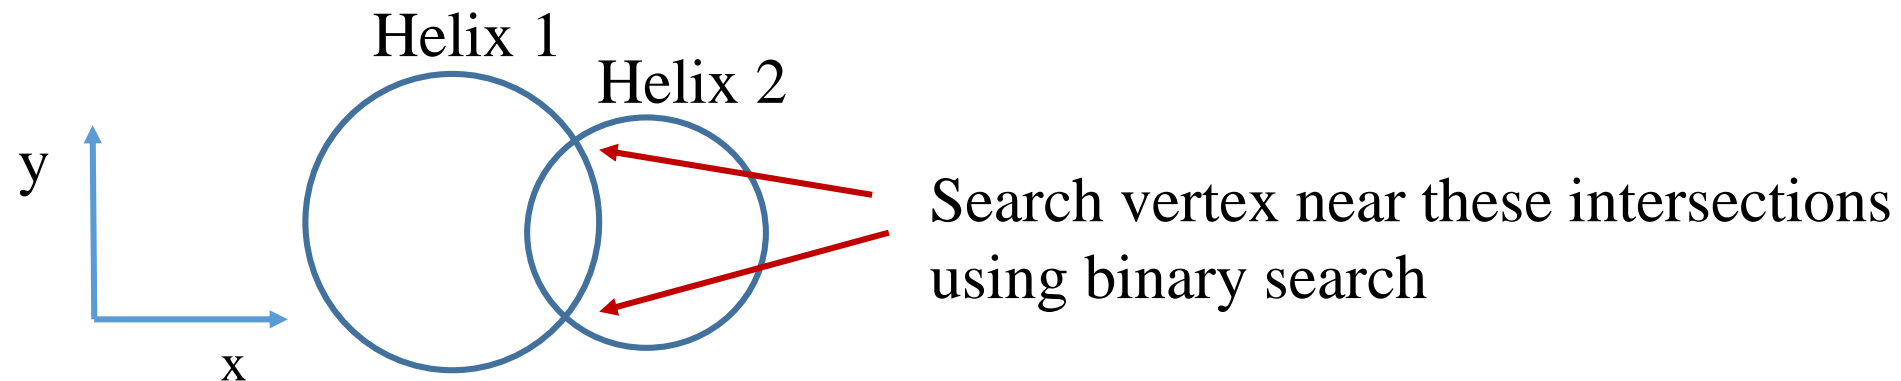 Helix 1
Helix 2
y
x
Search vertex near these intersections
using binary search